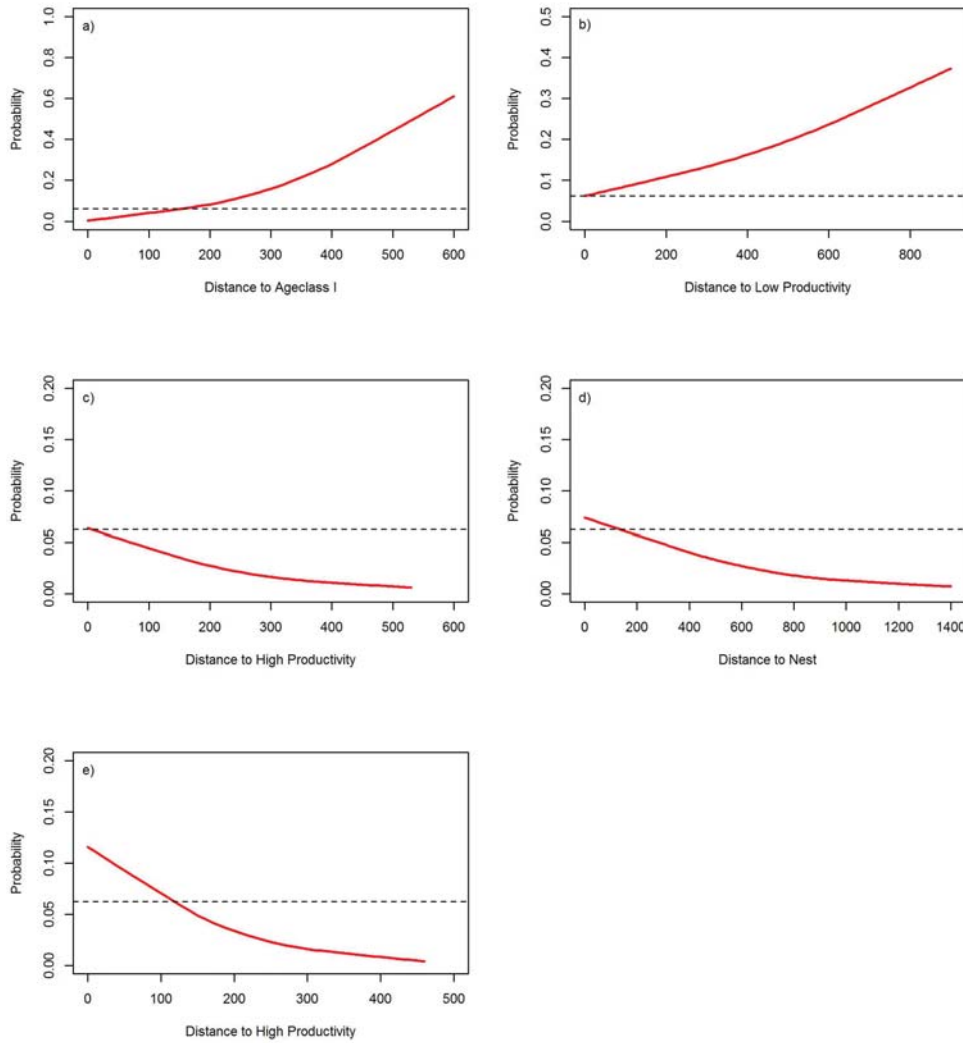 a)
Probability
0.0 0.2 0.4 0.6 0.8 1.0
0 100 200 300 400 500 600
Distance to Ageclass I
b)
Probability
0.0 0.1 0.2 0.3 0.4 0.5
0 200 400 600 800
Distance to Low Productivity
c)
Probability
0.00 0.05 0.10 0.15 0.20
0 100 200 300 400 500 600
Distance to High Productivity
d)
Probability
0.00 0.05 0.10 0.15 0.20
0 200 400 600 800 1000 1200 1400
Distance to Nest
e)
Probability
0.00 0.05 0.10 0.15 0.20
0 100 200 300 400 500
Distance to High Productivity